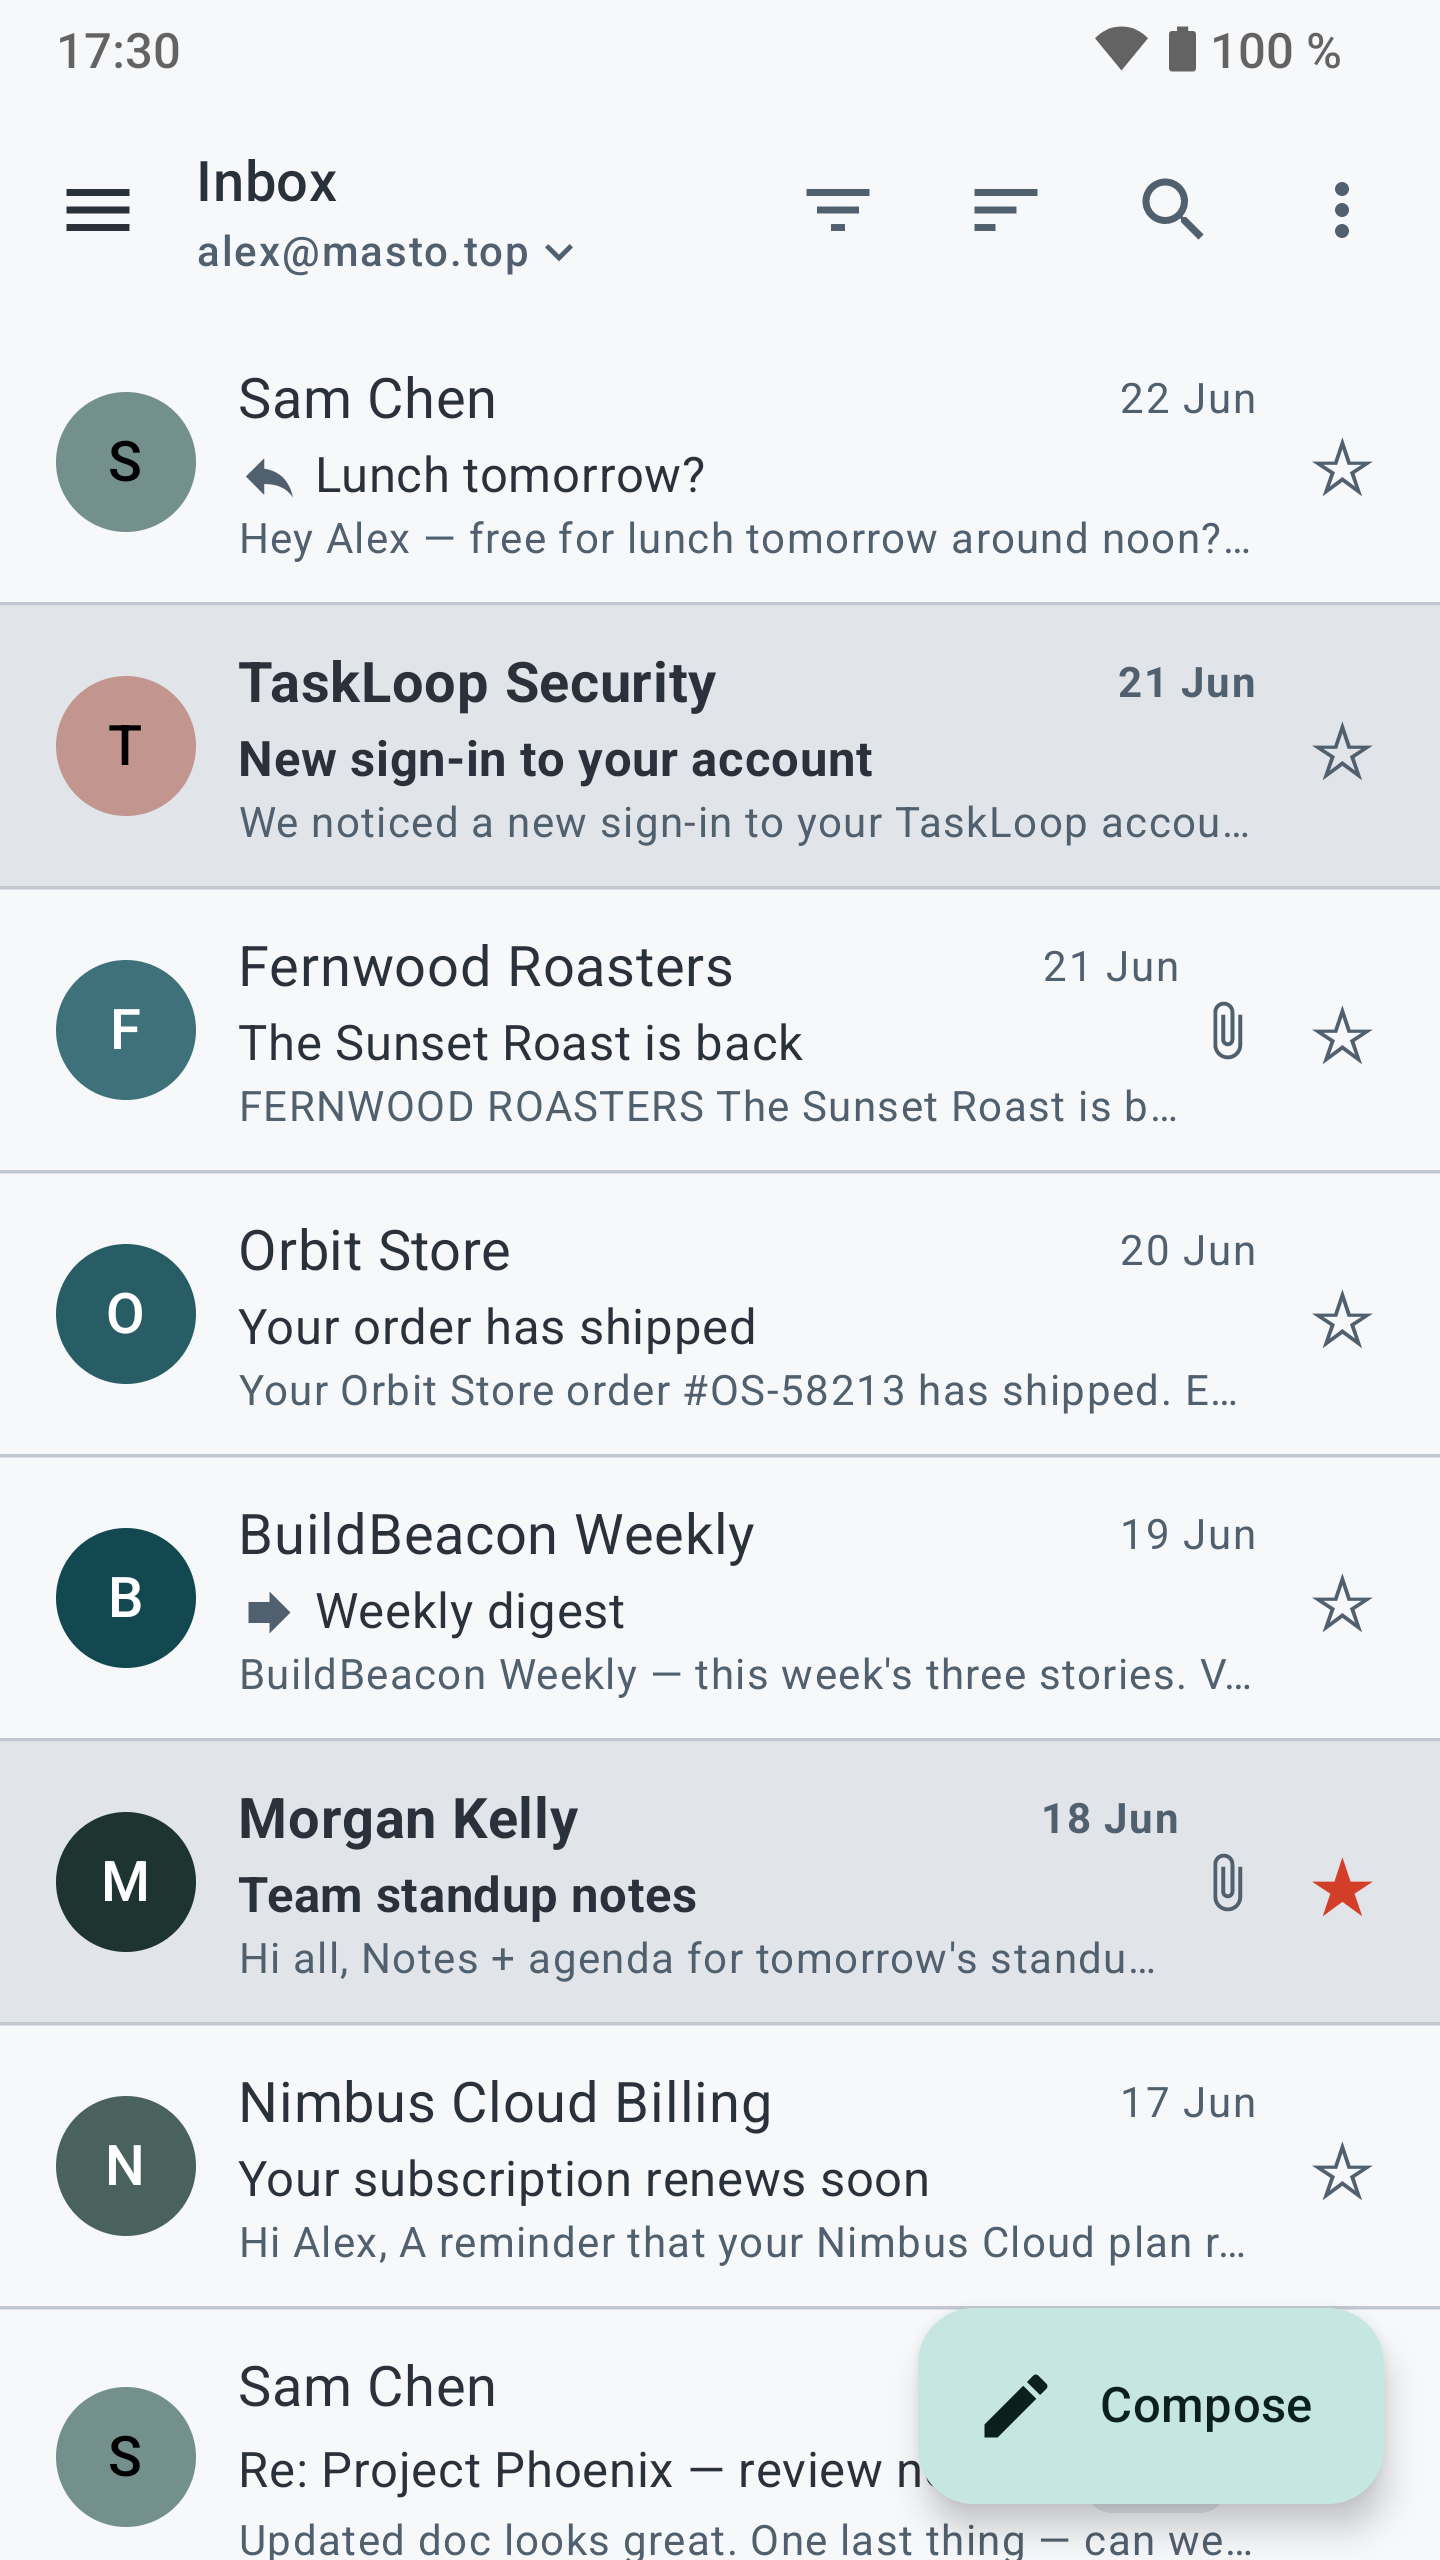 17:30
100 %
Inbox
alex@masto.top
S
Sam Chen
22 Jun
Lunch tomorrow?
Hey Alex — free for lunch tomorrow around noon?…
T
TaskLoop Security
21 Jun
New sign-in to your account
We noticed a new sign-in to your TaskLoop accou…
F
Fernwood Roasters
21 Jun
The Sunset Roast is back
FERNWOOD ROASTERS The Sunset Roast is b…
O
Orbit Store
20 Jun
Your order has shipped
Your Orbit Store order #OS-58213 has shipped. E…
B
BuildBeacon Weekly
19 Jun
Weekly digest
BuildBeacon Weekly — this week's three stories. V…
M
Morgan Kelly
18 Jun
Team standup notes
Hi all, Notes + agenda for tomorrow's standu…
N
Nimbus Cloud Billing
17 Jun
Your subscription renews soon
Hi Alex, A reminder that your Nimbus Cloud plan r…
S
Sam Chen
Re: Project Phoenix — review
Updated doc looks great. One last thing — can we…
Compose